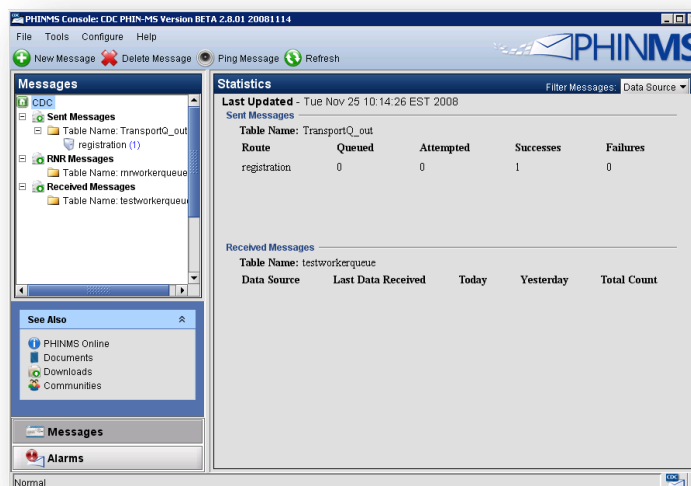 PHINMS Console: CDC PHIN-MS Version BETA 2.8.01 20081114
File Tools Configure Help
New Message Delete Message Ping Message Refresh
PHINMS
Messages
CDC
Sent Messages
Table Name: TransportQ_out
registration (1)
RNR Messages
Table Name: rnrworkerqueue
Received Messages
Table Name: testworkerqueue
See Also
PHINMS Online
Documents
Downloads
Communities
Messages
Alarms
Statistics
Filter Messages: Data Source
Last Updated - Tue Nov 25 10:14:26 EST 2008
Sent Messages
Table Name: TransportQ_out
Route Queued Attempted Successes Failures
registration 0 0 1 0
Received Messages
Table Name: testworkerqueue
Data Source Last Data Received Today Yesterday Total Count
Normal
CDC